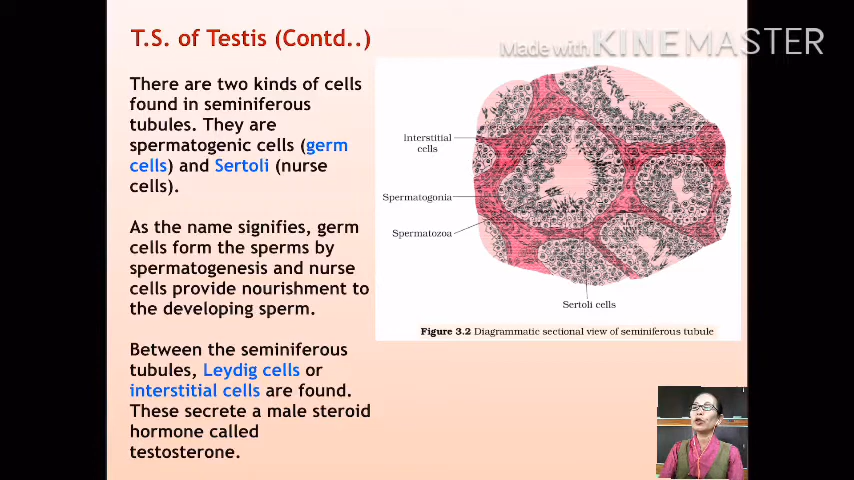 T.S. of Testis (Contd..)
Made with KINEMASTER
There are two kinds of cells
found in seminiferous
tubules. They are
spermatogenic cells (germ
cells) and Sertoli (nurse
cells).
As the name signifies, germ
cells form the sperms by
spermatogenesis and nurse
cells provide nourishment to
the developing sperm.
Between the seminiferous
tubules, Leydig cells or
interstitial cells are found.
These secrete a male steroid
hormone called
testosterone.
Interstitial
cells
Spermatogonia
Spermatozoa
Sertoli cells
Figure 3.2 Diagrammatic sectional view of seminiferous tubule